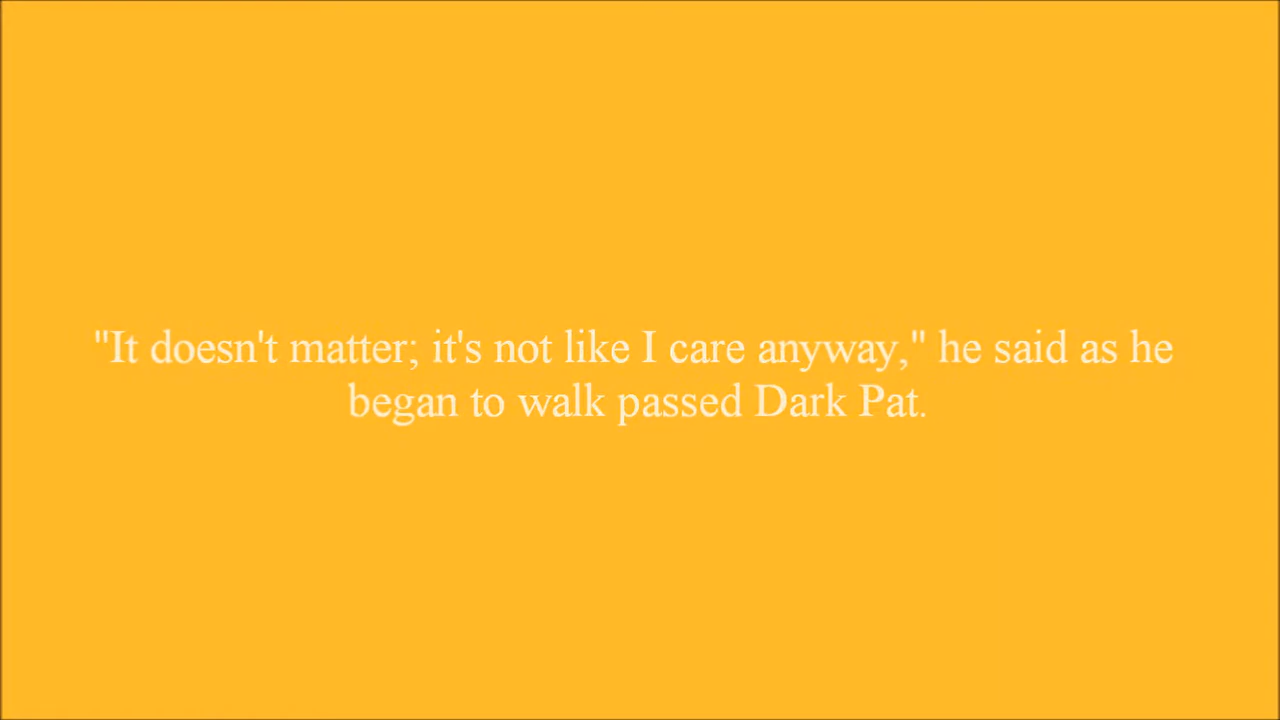 "It doesn't matter; it's not like I care anyway," he said as he
began to walk passed Dark Pat.